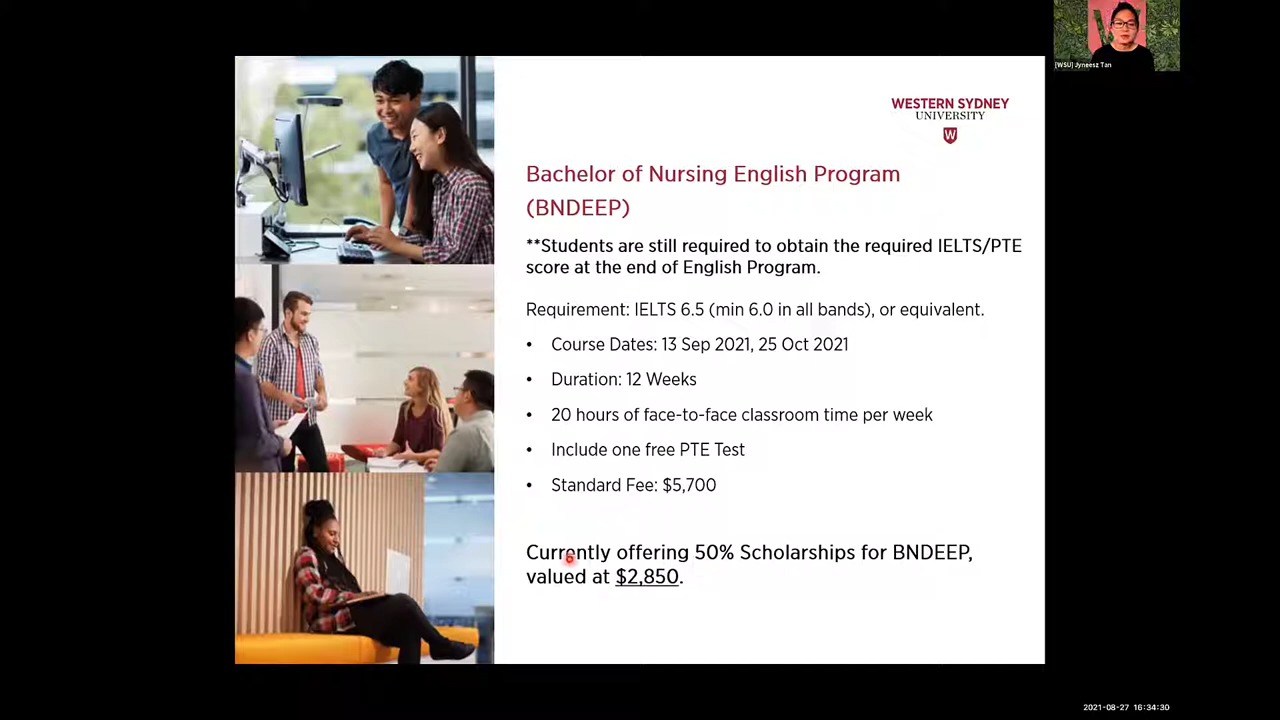 [WSU] Jyneesz Tan
WESTERN SYDNEY
UNIVERSITY
W
Bachelor of Nursing English Program
(BNDEEP)
**Students are still required to obtain the required IELTS/PTE
score at the end of English Program.
Requirement: IELTS 6.5 (min 6.0 in all bands), or equivalent.
• Course Dates: 13 Sep 2021, 25 Oct 2021
• Duration: 12 Weeks
• 20 hours of face-to-face classroom time per week
• Include one free PTE Test
• Standard Fee: $5,700
Currently offering 50% Scholarships for BNDEEP,
valued at $2,850.
2021-08-27 16:34:30